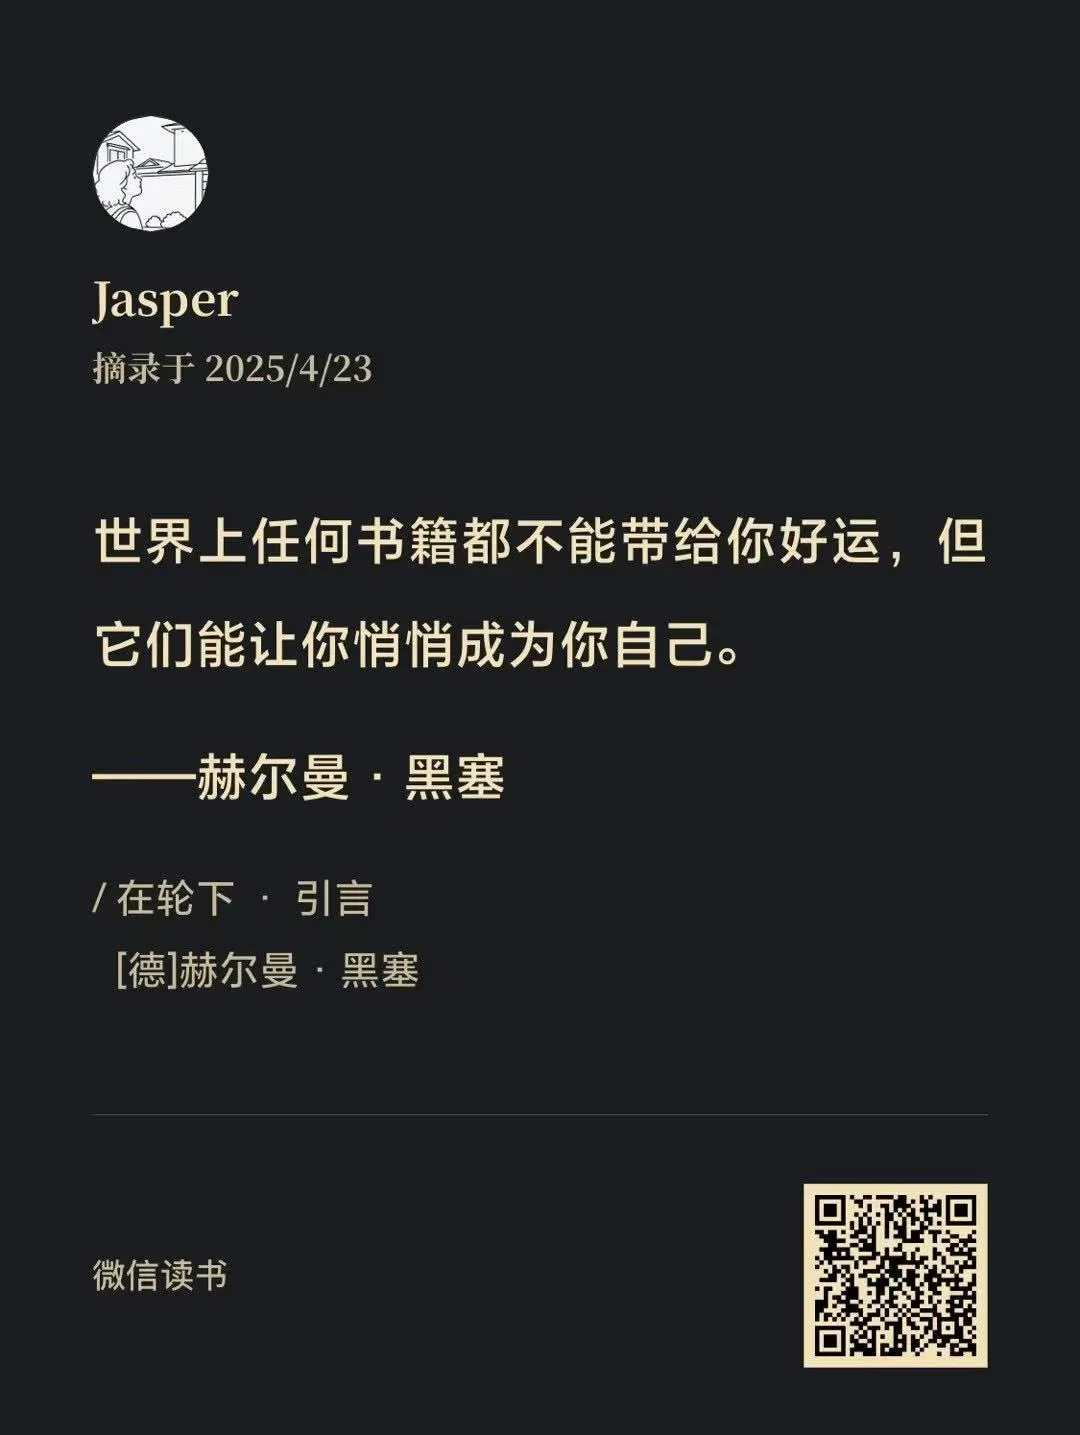 Jasper
摘录于 2025/4/23
世界上任何书籍都不能带给你好运，但
它们能让你悄悄成为你自己。
——赫尔曼·黑塞
/ 在轮下 · 引言
[德]赫尔曼·黑塞
微信读书